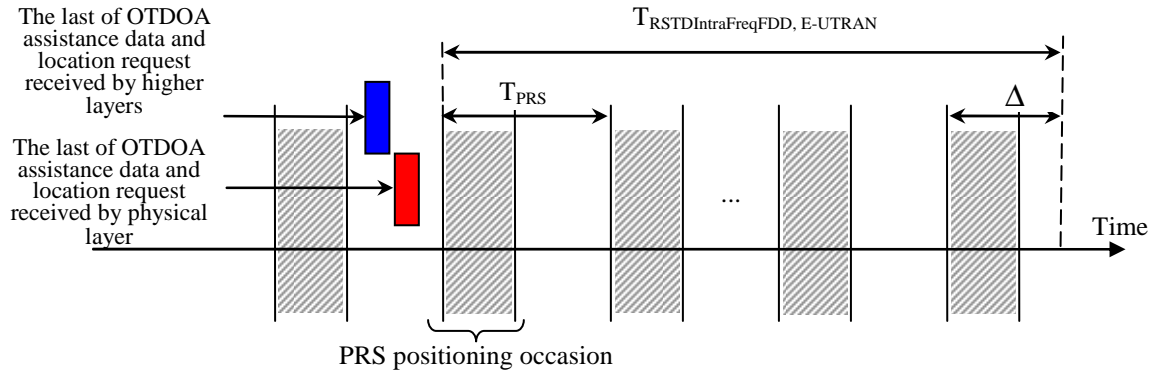 The last of OTDOA
assistance data and
location request
received by higher
layers
T_RSTDIntraFreqFDD, E-UTRAN
T_PRS
Δ
The last of OTDOA
assistance data and
location request
received by physical
layer
...
Time
PRS positioning occasion